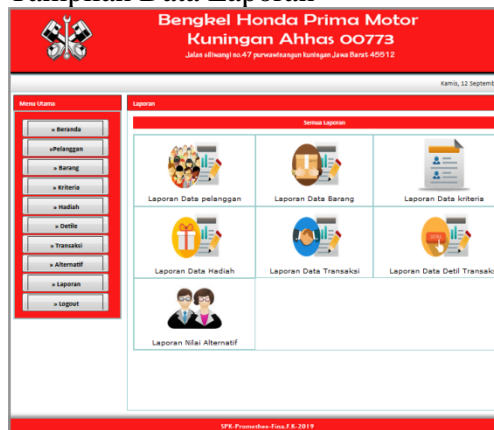 Tampilan Data Laporan
Bengkel Honda Prima Motor
Kuningan Ahhas 00773
Jalan siliwangi no.47 purwawinangun kuningan Jawa Barat 45512
Kamis, 12 Septemb
Menu Utama
Laporan
Semua Laporan
» Beranda
»Pelanggan
» Barang
» Kriteria
» Hadiah
» Detile
» Transaksi
» Alternatif
» Laporan
» Logout
Laporan Data pelanggan
Laporan Data Barang
Laporan Data kriteria
Laporan Data Hadiah
Laporan Data Transaksi
Laporan Data Detil Transaks
Laporan Nilai Alternatif
SPK-Promethee-Fina.F.K-2019